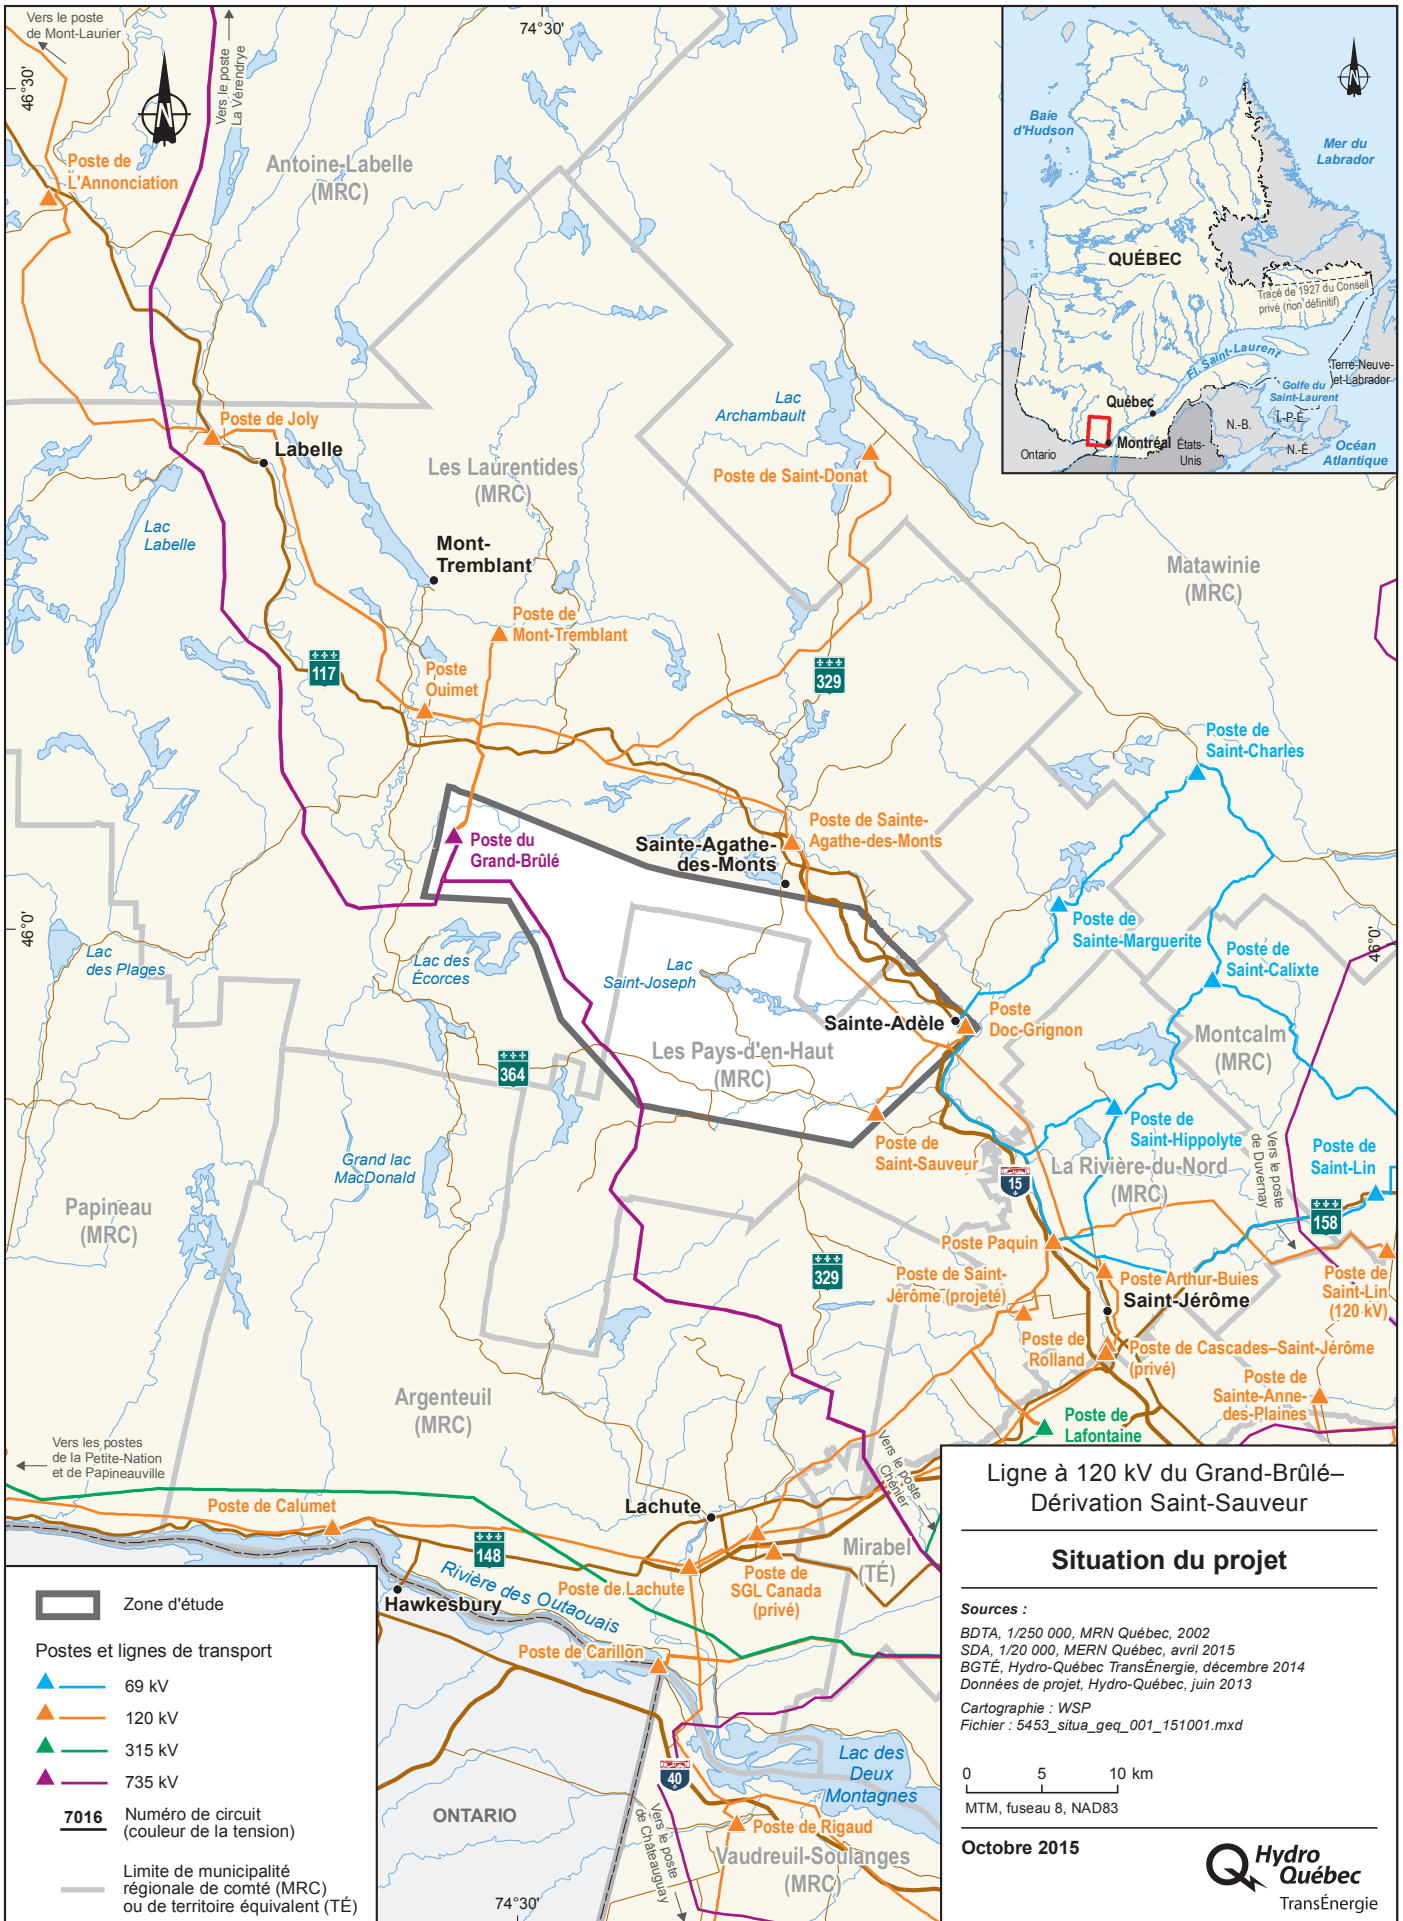 Vers le poste
de Mont-Laurier
Vers le poste
La Vérendrye
74°30'
46°30'
N
Poste de
L'Annonciation
Antoine-Labelle
(MRC)
Baie
d'Hudson
Mer du
Labrador
N
QUÉBEC
Tracé de 1927 du Conseil
privé (non définitif)
Fl. Saint-Laurent
Terre-Neuve-
et-Labrador
Golfe du
Saint-Laurent
Québec
Î.-P.-É.
N.-B.
Montréal
États-
Unis
N.-É.
Ontario
Océan
Atlantique
Lac
Archambault
Poste de Joly
Labelle
Les Laurentides
(MRC)
Poste de Saint-Donat
Lac
Labelle
Mont-
Tremblant
Matawinie
(MRC)
Poste de
Mont-Tremblant
117
Poste
Ouimet
329
Poste de
Saint-Charles
Poste du
Grand-Brûlé
Sainte-Agathe-
des-Monts
Poste de Sainte-
Agathe-des-Monts
46°0'
Lac
des Plages
Lac des
Écorces
Lac
Saint-Joseph
Poste de
Sainte-Marguerite
Poste de
Saint-Calixte
46°0'
Sainte-Adèle
Poste
Doc-Grignon
Montcalm
(MRC)
364
Les Pays-d'en-Haut
(MRC)
Poste de
Saint-Hippolyte
Vers le poste
de Duvernay
Poste de
Saint-Lin
Poste de
Saint-Sauveur
Grand lac
MacDonald
La Rivière-du-Nord
(MRC)
15
Papineau
(MRC)
158
Poste Paquin
329
Poste de Saint-
Jérôme (projeté)
Poste Arthur-Buies
Saint-Jérôme
Poste de
Saint-Lin
(120 kV)
Poste de
Rolland
Poste de Cascades–Saint-Jérôme
(privé)
Poste de
Sainte-Anne-
des-Plaines
Argenteuil
(MRC)
Poste de
Lafontaine
Vers les postes
de la Petite-Nation
et de Papineauville
Vers le poste
Chénier
Poste de Calumet
Lachute
148
Mirabel
(TÉ)
Poste de Lachute
Poste de
SGL Canada
(privé)
Rivière des Outaouais
Hawkesbury
Poste de Carillon
Lac des
Deux
Montagnes
40
ONTARIO
Vers le poste
de Châteauguay
Poste de Rigaud
Vaudreuil-Soulanges
(MRC)
74°30'
Zone d'étude
Postes et lignes de transport
69 kV
120 kV
315 kV
735 kV
7016
Numéro de circuit
(couleur de la tension)
Limite de municipalité
régionale de comté (MRC)
ou de territoire équivalent (TÉ)
Ligne à 120 kV du Grand-Brûlé–
Dérivation Saint-Sauveur
Situation du projet
Sources :
BDTA, 1/250 000, MRN Québec, 2002
SDA, 1/20 000, MERN Québec, avril 2015
BGTÉ, Hydro-Québec TransÉnergie, décembre 2014
Données de projet, Hydro-Québec, juin 2013
Cartographie : WSP
Fichier : 5453_situa_geq_001_151001.mxd
0 5 10 km
MTM, fuseau 8, NAD83
Octobre 2015
Hydro
Québec
TransÉnergie